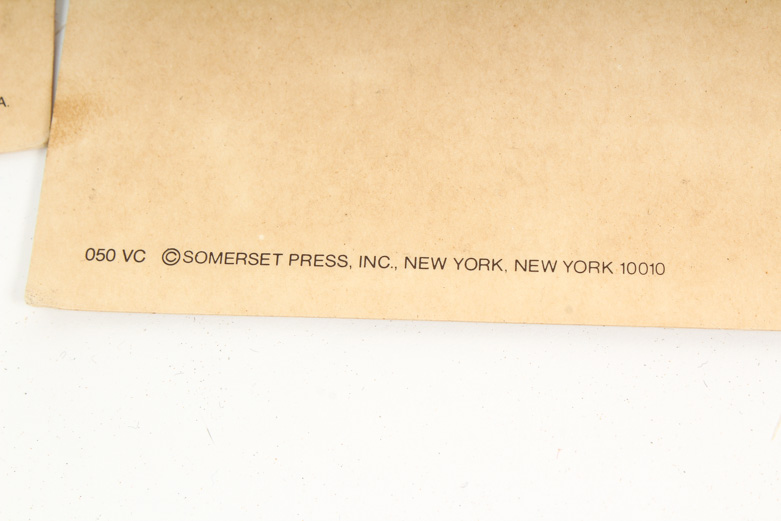 A.
050 VC ©SOMERSET PRESS, INC., NEW YORK, NEW YORK 10010